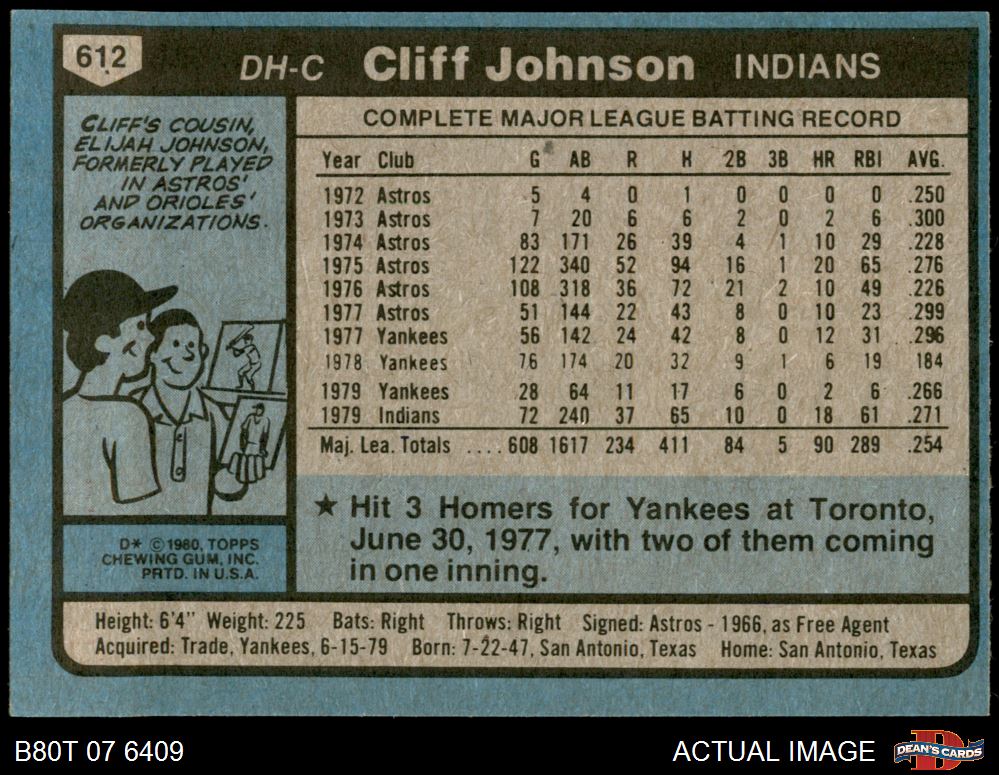 612 DH-C Cliff Johnson INDIANS
CLIFF'S COUSIN,
ELIJAH JOHNSON,
FORMERLY PLAYED
IN ASTROS'
AND ORIOLES'
ORGANIZATIONS.
COMPLETE MAJOR LEAGUE BATTING RECORD
Year Club G AB R H 2B 3B HR RBI AVG.
1972 Astros 5 4 0 1 0 0 0 0 .250
1973 Astros 7 20 6 6 2 0 2 6 .300
1974 Astros 83 171 26 39 4 1 10 29 .228
1975 Astros 122 340 52 94 16 1 20 65 .276
1976 Astros 108 318 36 72 21 2 10 49 .226
1977 Astros 51 144 22 43 8 0 10 23 .299
1977 Yankees 56 142 24 42 8 0 12 31 .296
1978 Yankees 76 174 20 32 9 1 6 19 184
1979 Yankees 28 64 11 17 6 0 2 6 .266
1979 Indians 72 240 37 65 10 0 18 61 .271
Maj. Lea. Totals ....608 1617 234 411 84 5 90 289 .254
★ Hit 3 Homers for Yankees at Toronto,
June 30, 1977, with two of them coming
in one inning.
D* © 1980, TOPPS
CHEWING GUM, INC.
PRTD. IN U.S.A.
Height: 6'4" Weight: 225 Bats: Right Throws: Right Signed: Astros - 1966, as Free Agent
Acquired: Trade, Yankees, 6-15-79 Born: 7-22-47, San Antonio, Texas Home: San Antonio, Texas
B80T 07 6409 ACTUAL IMAGE DEAN'S CARDS